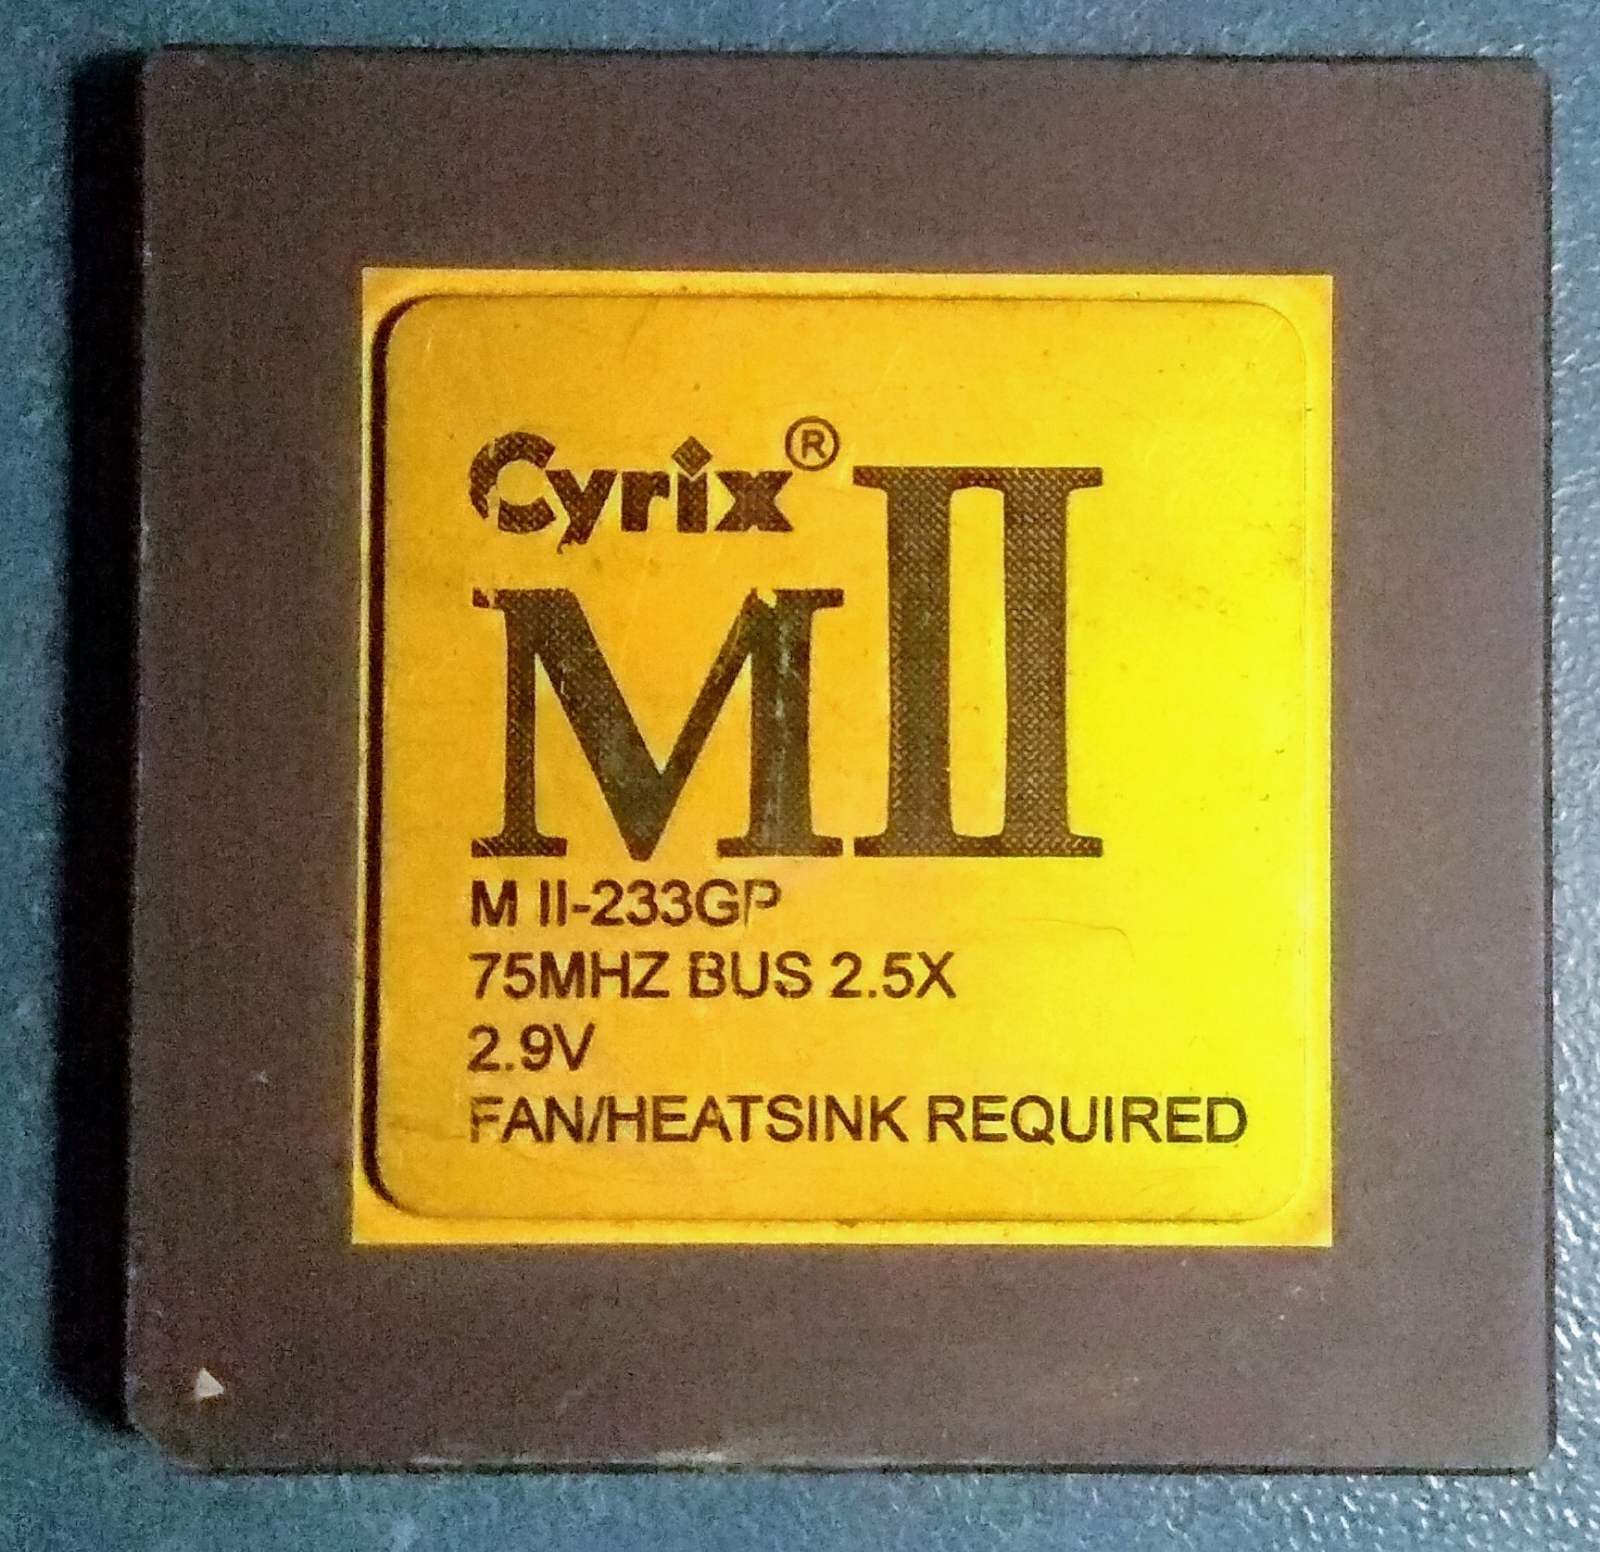 Cyrix®
MII
M II-233GP
75MHZ BUS 2.5X
2.9V
FAN/HEATSINK REQUIRED